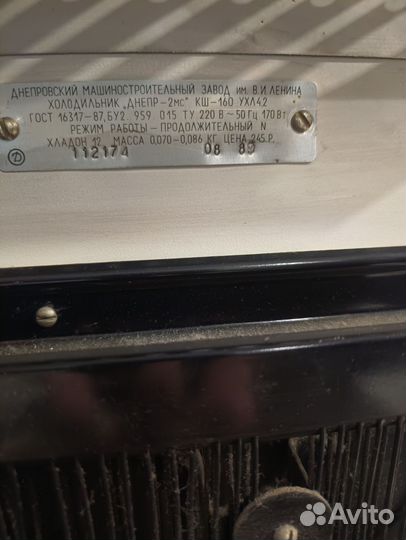 ДНЕПРОВСКИЙ МАШИНОСТРОИТЕЛЬНЫЙ ЗАВОД им. В.И ЛЕНИНА
ХОЛОДИЛЬНИК „ДНЕПР-2мс" КШ-160 УХЛ4.2
ГОСТ 16317-87,БУ2. 959 015 ТУ 220 В ~ 50 Гц 170 Вт
РЕЖИМ РАБОТЫ - ПРОДОЛЖИТЕЛЬНЫЙ N
ХЛАДОН 12, МАССА 0,070-0,086 КГ, ЦЕНА 245 Р.
112174 08 89
Avito